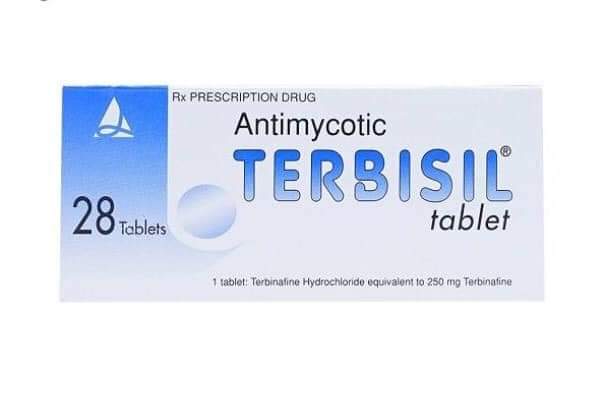 Rx PRESCRIPTION DRUG
Antimycotic
TERBISIL®
tablet
28 Tablets
1 tablet: Terbinafine Hydrochloride equivalent to 250 mg Terbinafine